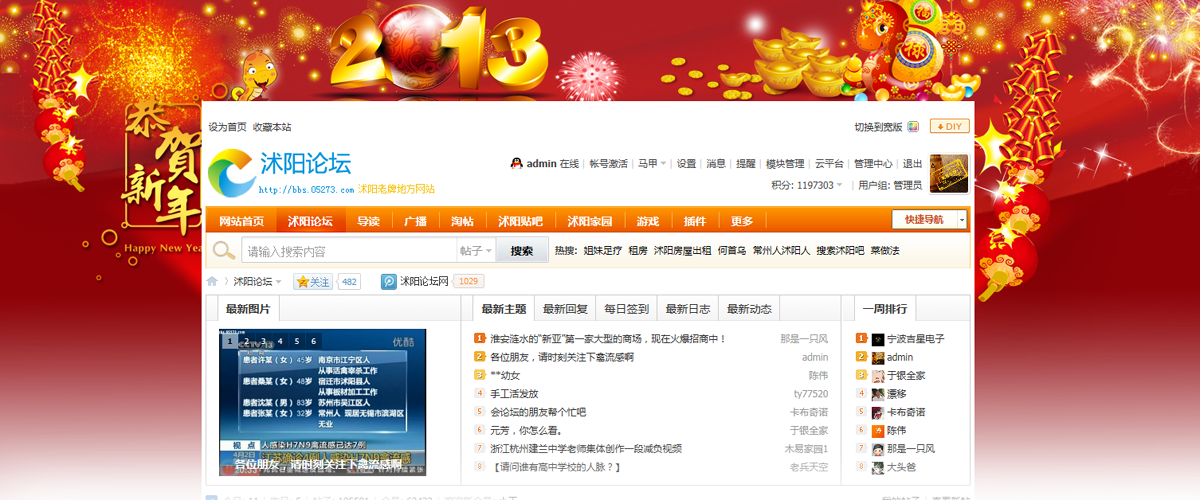 2013
恭贺新年
Happy New Yea
设为首页 收藏本站
切换到宽版 DIY
沭阳论坛
http://bbs.05273.com 沭阳老牌地方网站
admin 在线 | 帐号激活 | 马甲 | 设置 | 消息 | 提醒 | 模块管理 | 云平台 | 管理中心 | 退出
积分: 1197303 | 用户组: 管理员
网站首页 沭阳论坛 导读 广播 淘帖 沭阳贴吧 沭阳家园 游戏 插件 更多 快捷导航
请输入搜索内容 帖子 搜索 热搜: 姐妹足疗 租房 沭阳房屋出租 何首乌 常州人沭阳人 搜索沭阳吧 菜做法
沭阳论坛 关注 482 沭阳论坛网 1029
最新图片
1 2 3 4 5 6
优酷
患者许某（女）45岁 南京市江宁区人
从事活禽宰杀工作
患者桑某（女）48岁 宿迁市沭阳县人
从事板材加工工作
患者沈某（男）83岁 苏州市吴江区人
患者张某（女）32岁 常州人 现居无锡市滨湖区
无业
视点 人感染H7N9禽流感已达7例
4月2日
各位朋友，请时刻关注下禽流感啊
最新主题 最新回复 每日签到 最新日志 最新动态
1 淮安涟水的"新亚"第一家大型的商场，现在火爆招商中！ 那是一只风
2 各位朋友，请时刻关注下禽流感啊 admin
3 **幼女 陈伟
4 手工活发放 ty77520
5 会论坛的朋友帮个忙吧 卡布奇诺
6 元芳，你怎么看。 于银全家
7 浙江杭州建兰中学老师集体创作一段减负视频 木易家园1
8 【请问谁有高中学校的人脉？】 老兵天空
一周排行
1 宁波吉星电子
2 admin
3 于银全家
4 漂移
5 卡布奇诺
6 陈伟
7 那是一只风
8 大头爸